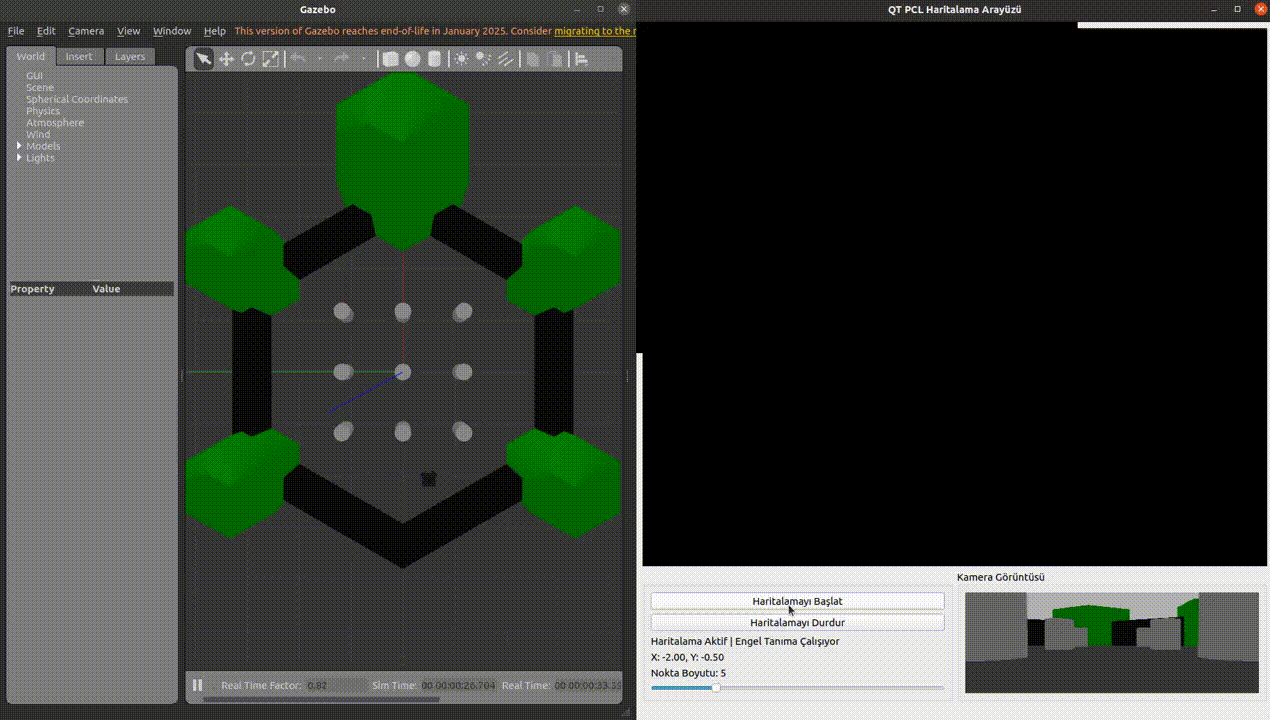 Gazebo
File Edit Camera View Window Help This version of Gazebo reaches end-of-life in January 2025. Consider migrating to the
World Insert Layers
GUI
Scene
Spherical Coordinates
Physics
Atmosphere
Wind
Models
Lights
Property Value
Real Time Factor: 0.82 Sim Time: 00 00:00:26.704 Real Time: 00 00:00:33.33
QT PCL Haritalama Arayüzü
Kamera Görüntüsü
Haritalamayı Başlat
Haritalamayı Durdur
Haritalama Aktif | Engel Tanıma Çalışıyor
X: -2.00, Y: -0.50
Nokta Boyutu: 5